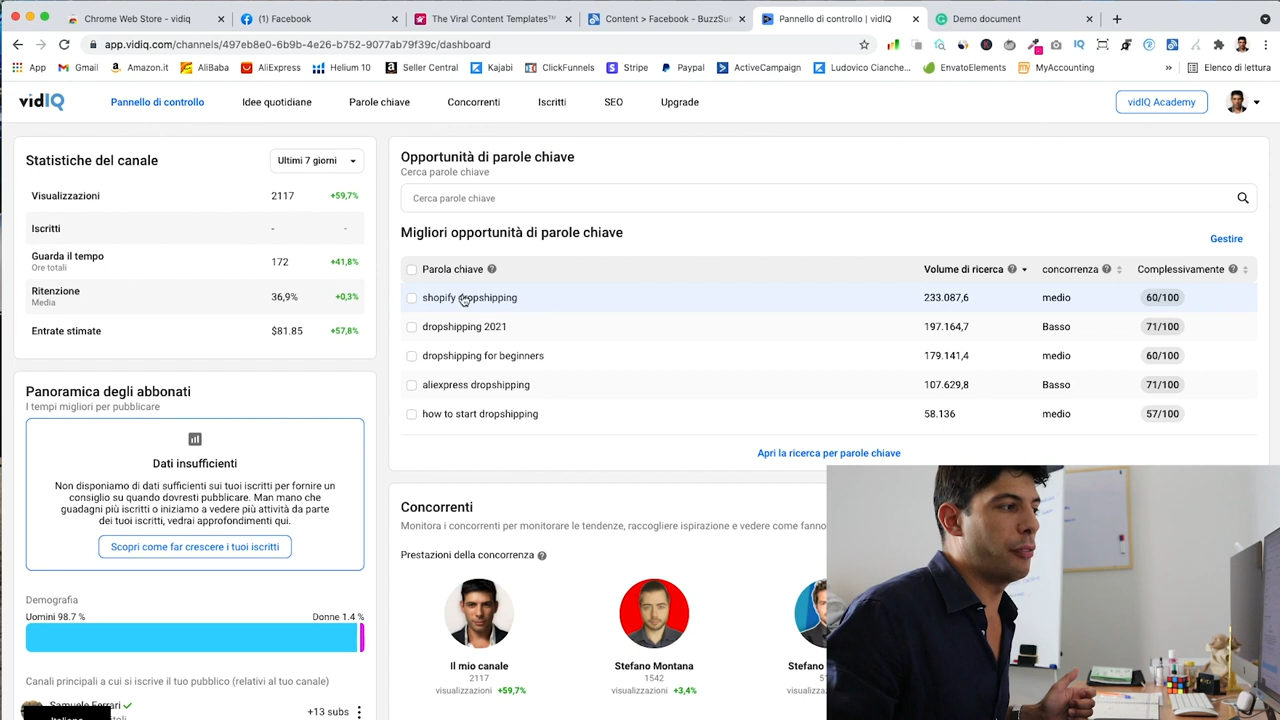 Chrome Web Store - vidiq
(1) Facebook
The Viral Content Templates™
Content > Facebook - BuzzSu
Pannello di controllo | vidIQ
Demo document
app.vidiq.com/channels/497eb8e0-6b9b-4e26-b752-9077ab79f39c/dashboard
App
Gmail
Amazon.it
AliBaba
AliExpress
Helium 10
Seller Central
Kajabi
ClickFunnels
Stripe
Paypal
ActiveCampaign
Ludovico Cianche...
EnvatoElements
MyAccounting
»
Elenco di lettura
vidIQ
Pannello di controllo
Idee quotidiane
Parole chiave
Concorrenti
Iscritti
SEO
Upgrade
vidIQ Academy
Statistiche del canale
Ultimi 7 giorni
Visualizzazioni 2117 +59,7%
Iscritti - -
Guarda il tempo 172 +41,8%
Ore totali
Ritenzione 36,9% +0,3%
Media
Entrate stimate $81.85 +57,8%
Panoramica degli abbonati
I tempi migliori per pubblicare
Dati insufficienti
Non disponiamo di dati sufficienti sui tuoi iscritti per fornire un
consiglio su quando dovresti pubblicare. Man mano che
guadagni più iscritti o iniziamo a vedere più attività da parte
dei tuoi iscritti, vedrai approfondimenti qui.
Scopri come far crescere i tuoi iscritti
Demografia
Uomini 98.7 % Donne 1.4 %
Canali principali a cui si iscrive il tuo pubblico (relativi al tuo canale)
Samuele Ferrari
+13 subs
Opportunità di parole chiave
Cerca parole chiave
Cerca parole chiave
Migliori opportunità di parole chiave
Gestire
Parola chiave Volume di ricerca concorrenza Complessivamente
shopify dropshipping 233.087,6 medio 60/100
dropshipping 2021 197.164,7 Basso 71/100
dropshipping for beginners 179.141,4 medio 60/100
aliexpress dropshipping 107.629,8 Basso 71/100
how to start dropshipping 58.136 medio 57/100
Apri la ricerca per parole chiave
Concorrenti
Monitora i concorrenti per monitorare le tendenze, raccogliere ispirazione e vedere come fanno
Prestazioni della concorrenza
Il mio canale
2117
visualizzazioni +59,7%
Stefano Montana
1542
visualizzazioni +3,4%
Stefano